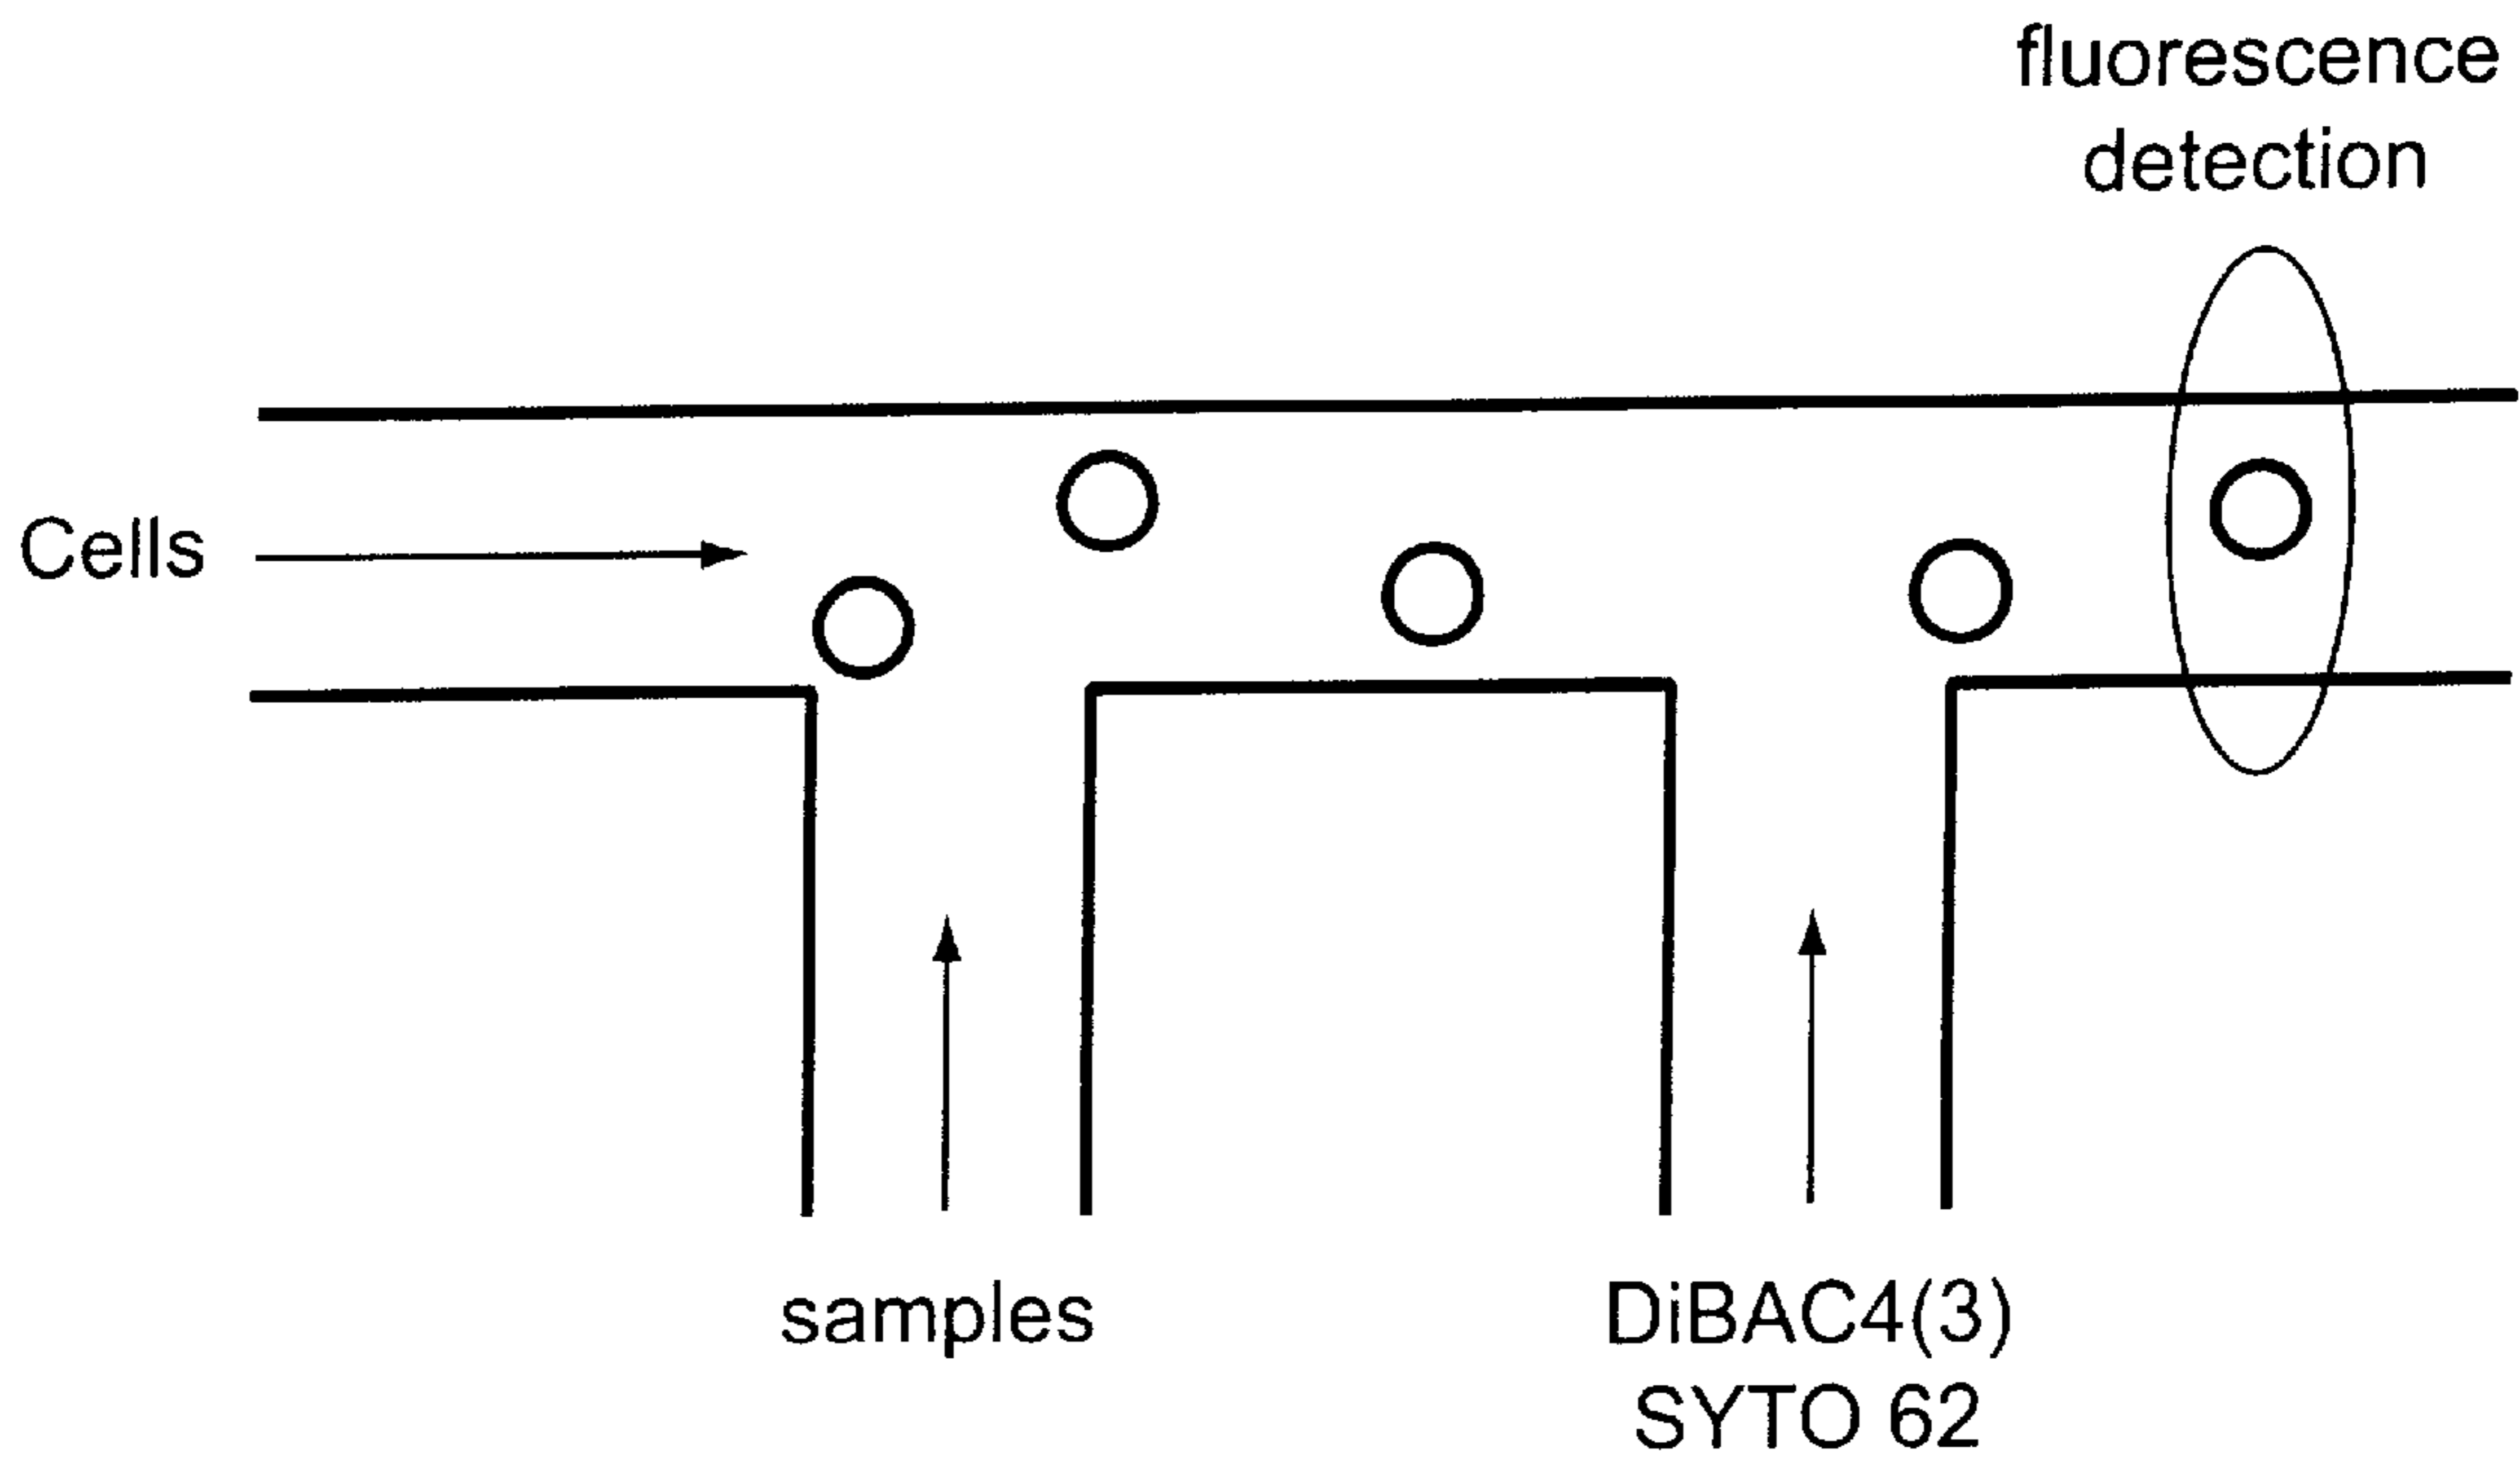 fluorescence
detection
Cells
samples
DiBAC4(3)
SYTO 62